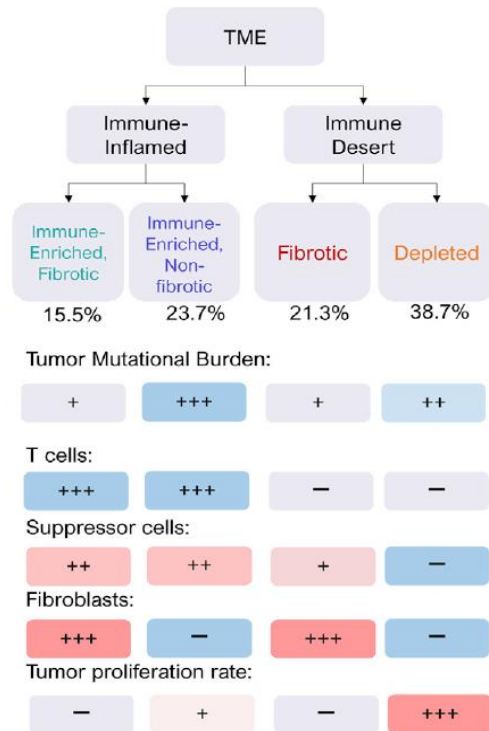 TME
Immune-
Inflamed
Immune
Desert
Immune-
Enriched,
Fibrotic
Immune-
Enriched,
Non-
fibrotic
Fibrotic
Depleted
15.5% 23.7% 21.3% 38.7%
Tumor Mutational Burden:
+ +++ + ++
T cells:
+++ +++ — —
Suppressor cells:
++ ++ + —
Fibroblasts:
+++ — +++ —
Tumor proliferation rate:
— + — +++